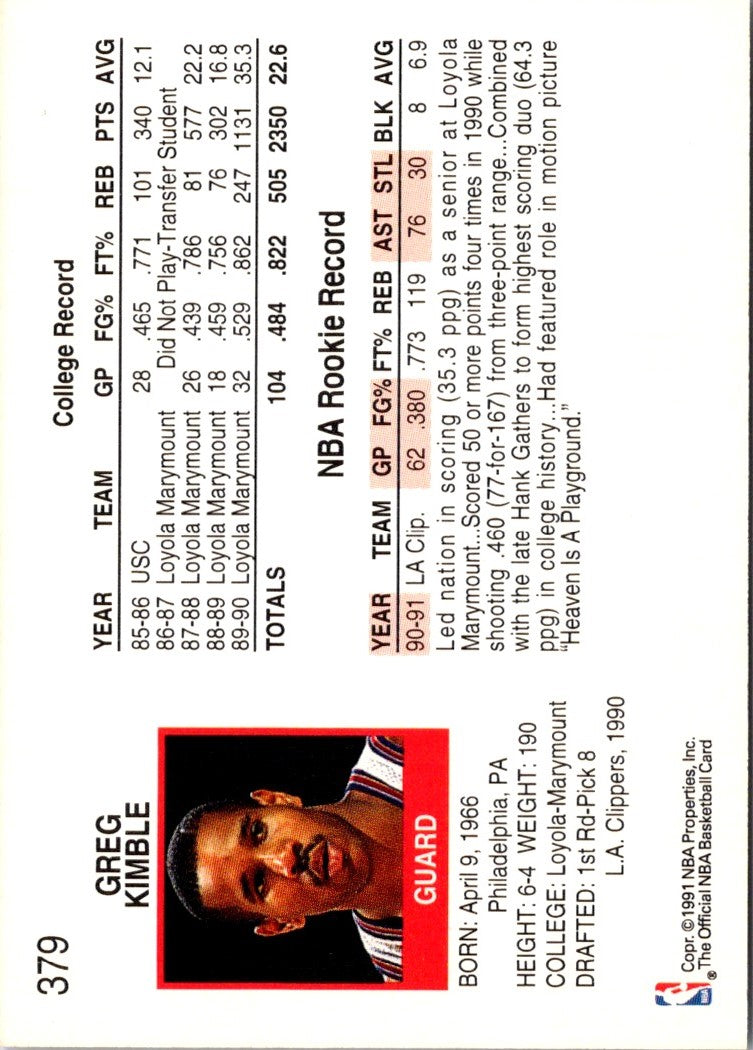 379
GREG
KIMBLE
GUARD
BORN: April 9, 1966
Philadelphia, PA
HEIGHT: 6-4 WEIGHT: 190
COLLEGE: Loyola-Marymount
DRAFTED: 1st Rd-Pick 8
L.A. Clippers, 1990
NBA
®
Copr. ©1991 NBA Properties, Inc.
The Official NBA Basketball Card
College Record
YEAR TEAM GP FG% FT% REB PTS AVG
85-86 USC 28 .465 .771 101 340 12.1
86-87 Loyola Marymount Did Not Play-Transfer Student
87-88 Loyola Marymount 26 .439 .786 81 577 22.2
88-89 Loyola Marymount 18 .459 .756 76 302 16.8
89-90 Loyola Marymount 32 .529 .862 247 1131 35.3
TOTALS 104 .484 .822 505 2350 22.6
NBA Rookie Record
YEAR TEAM GP FG% FT% REB AST STL BLK AVG
90-91 LA Clip. 62 .380 .773 119 76 30 8 6.9
Led nation in scoring (35.3 ppg) as a senior at Loyola
Marymount...Scored 50 or more points four times in 1990 while
shooting .460 (77-for-167) from three-point range...Combined
with the late Hank Gathers to form highest scoring duo (64.3
ppg) in college history...Had featured role in motion picture
"Heaven Is A Playground."